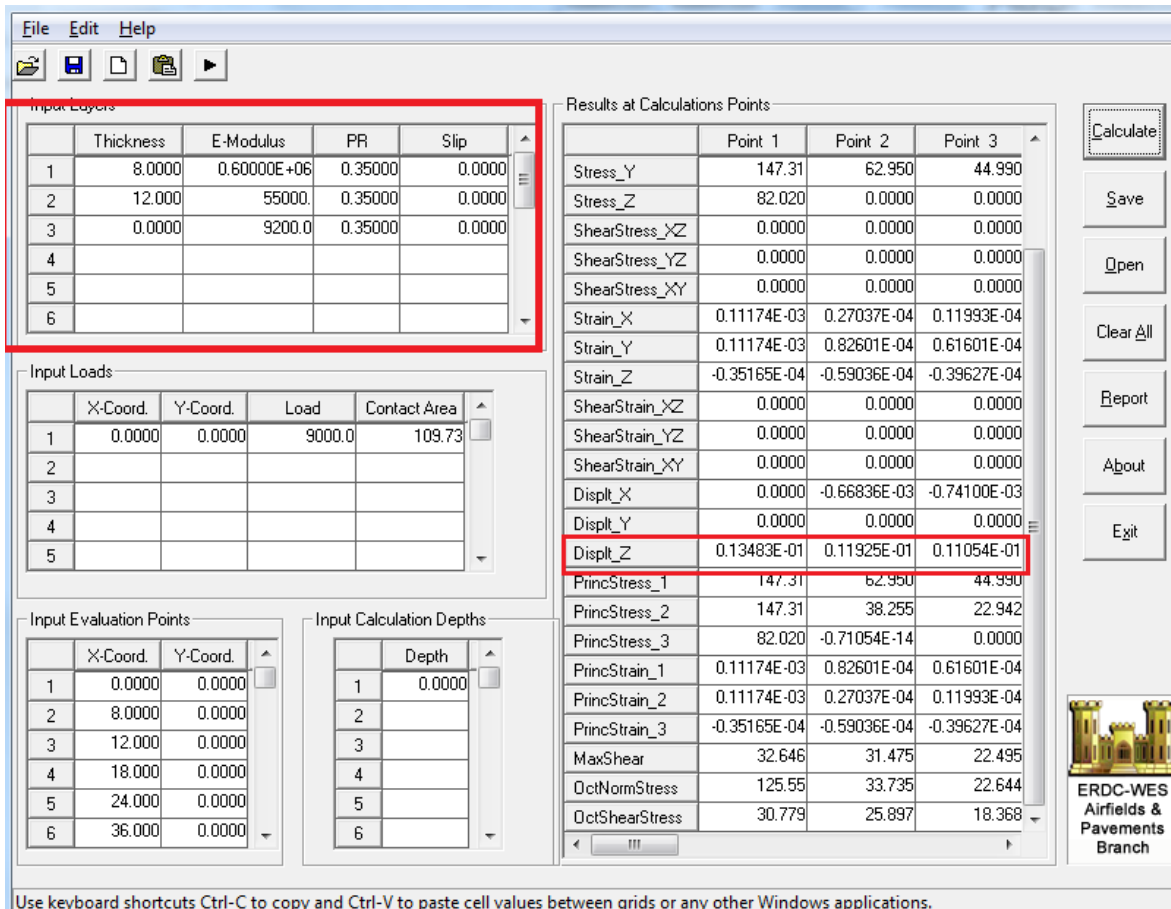 File Edit Help
Input Layers
Thickness E-Modulus PR Slip
1 8.0000 0.60000E+06 0.35000 0.0000
2 12.000 55000. 0.35000 0.0000
3 0.0000 9200.0 0.35000 0.0000
4
5
6
Input Loads
X-Coord. Y-Coord. Load Contact Area
1 0.0000 0.0000 9000.0 109.73
2
3
4
5
Input Evaluation Points
X-Coord. Y-Coord.
1 0.0000 0.0000
2 8.0000 0.0000
3 12.000 0.0000
4 18.000 0.0000
5 24.000 0.0000
6 36.000 0.0000
Input Calculation Depths
Depth
1 0.0000
2
3
4
5
6
Results at Calculations Points
Point 1 Point 2 Point 3
Stress_Y 147.31 62.950 44.990
Stress_Z 82.020 0.0000 0.0000
ShearStress_XZ 0.0000 0.0000 0.0000
ShearStress_YZ 0.0000 0.0000 0.0000
ShearStress_XY 0.0000 0.0000 0.0000
Strain_X 0.11174E-03 0.27037E-04 0.11993E-04
Strain_Y 0.11174E-03 0.82601E-04 0.61601E-04
Strain_Z -0.35165E-04 -0.59036E-04 -0.39627E-04
ShearStrain_XZ 0.0000 0.0000 0.0000
ShearStrain_YZ 0.0000 0.0000 0.0000
ShearStrain_XY 0.0000 0.0000 0.0000
Displt_X 0.0000 -0.66836E-03 -0.74100E-03
Displt_Y 0.0000 0.0000 0.0000
Displt_Z 0.13483E-01 0.11925E-01 0.11054E-01
PrincStress_1 147.31 62.950 44.990
PrincStress_2 147.31 38.255 22.942
PrincStress_3 82.020 -0.71054E-14 0.0000
PrincStrain_1 0.11174E-03 0.82601E-04 0.61601E-04
PrincStrain_2 0.11174E-03 0.27037E-04 0.11993E-04
PrincStrain_3 -0.35165E-04 -0.59036E-04 -0.39627E-04
MaxShear 32.646 31.475 22.495
OctNormStress 125.55 33.735 22.644
OctShearStress 30.779 25.897 18.368
Calculate
Save
Open
Clear All
Report
About
Exit
ERDC-WES
Airfields &
Pavements
Branch
Use keyboard shortcuts Ctrl-C to copy and Ctrl-V to paste cell values between grids or any other Windows applications.